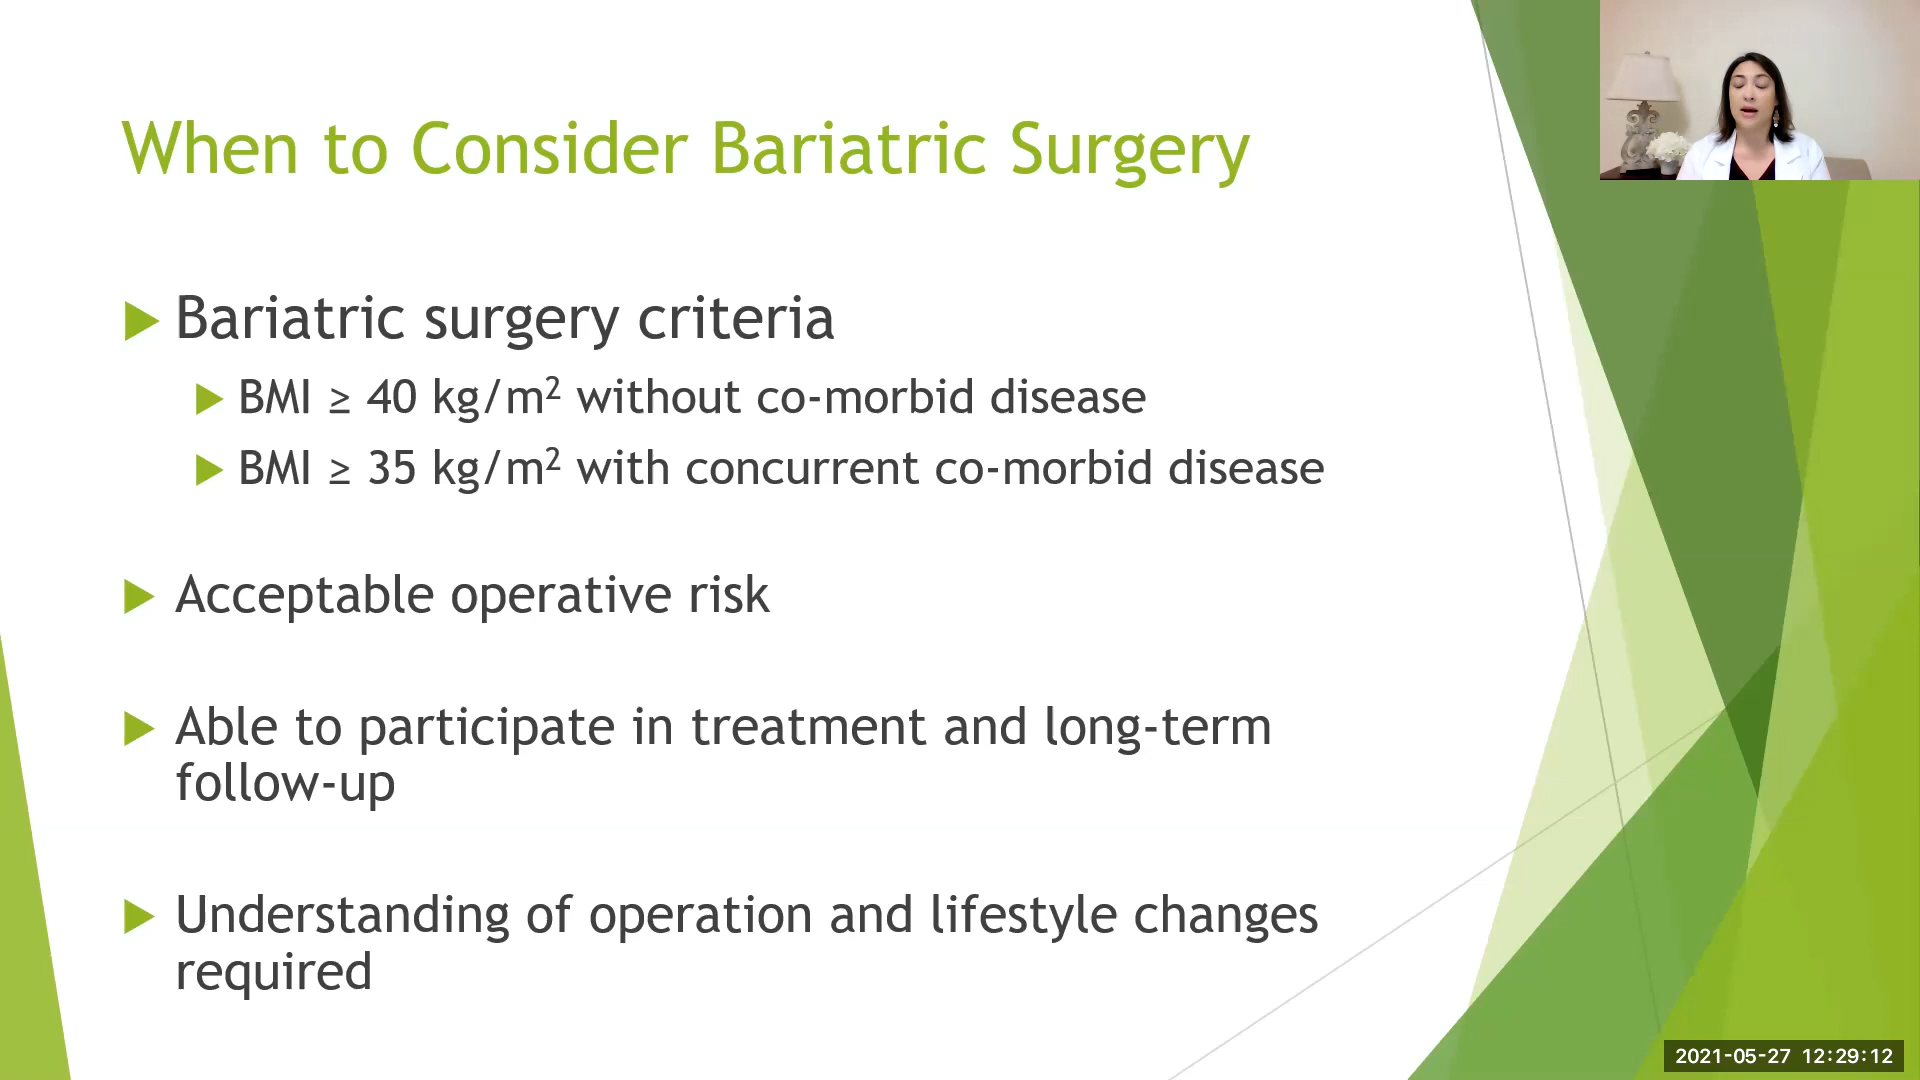 When to Consider Bariatric Surgery
Bariatric surgery criteria
BMI ≥ 40 kg/m² without co-morbid disease
BMI ≥ 35 kg/m² with concurrent co-morbid disease
Acceptable operative risk
Able to participate in treatment and long-term
follow-up
Understanding of operation and lifestyle changes
required
2021-05-27 12:29:12